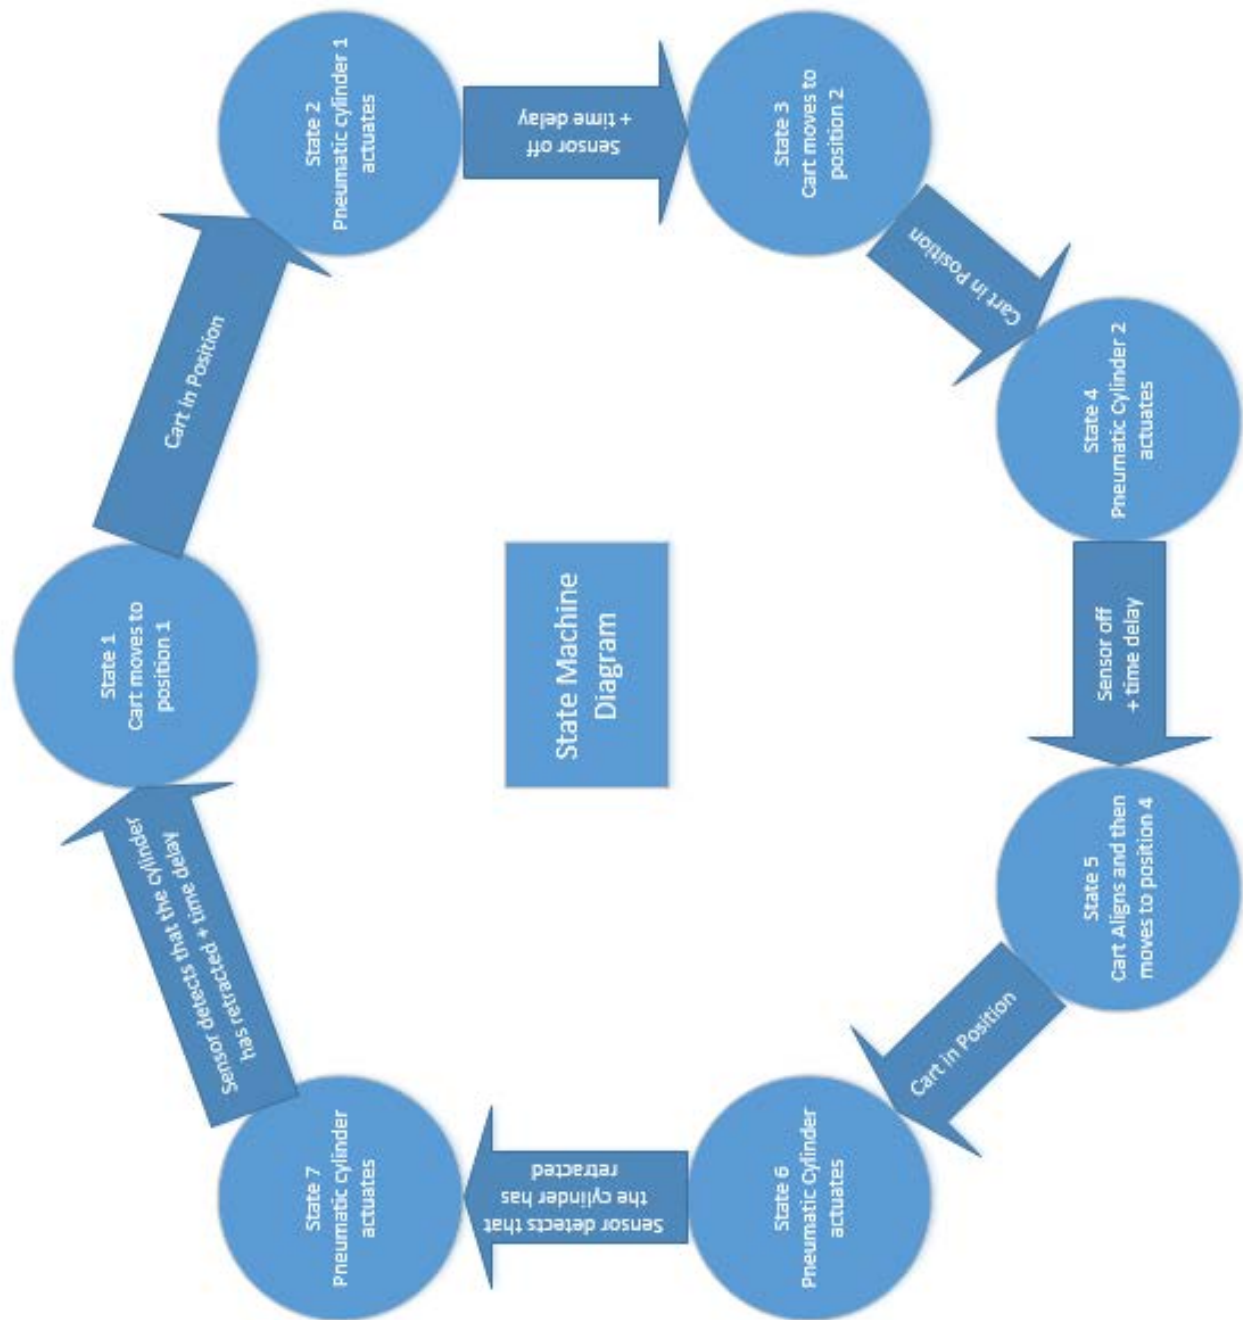 State Machine
Diagram
State 1
Cart moves to
position 1
Cart in Position
State 2
Pneumatic cylinder 1
actuates
Sensor off
+ time delay
State 3
Cart moves to
position 2
Cart in Position
State 4
Pneumatic Cylinder 2
actuates
Sensor off
+ time delay
State 5
Cart Aligns and then
moves to position 4
Cart in Position
State 6
Pneumatic Cylinder
actuates
Sensor detects that
the cylinder has
retracted
State 7
Pneumatic cylinder
actuates
Sensor detects that the cylinder
has retracted + time delay